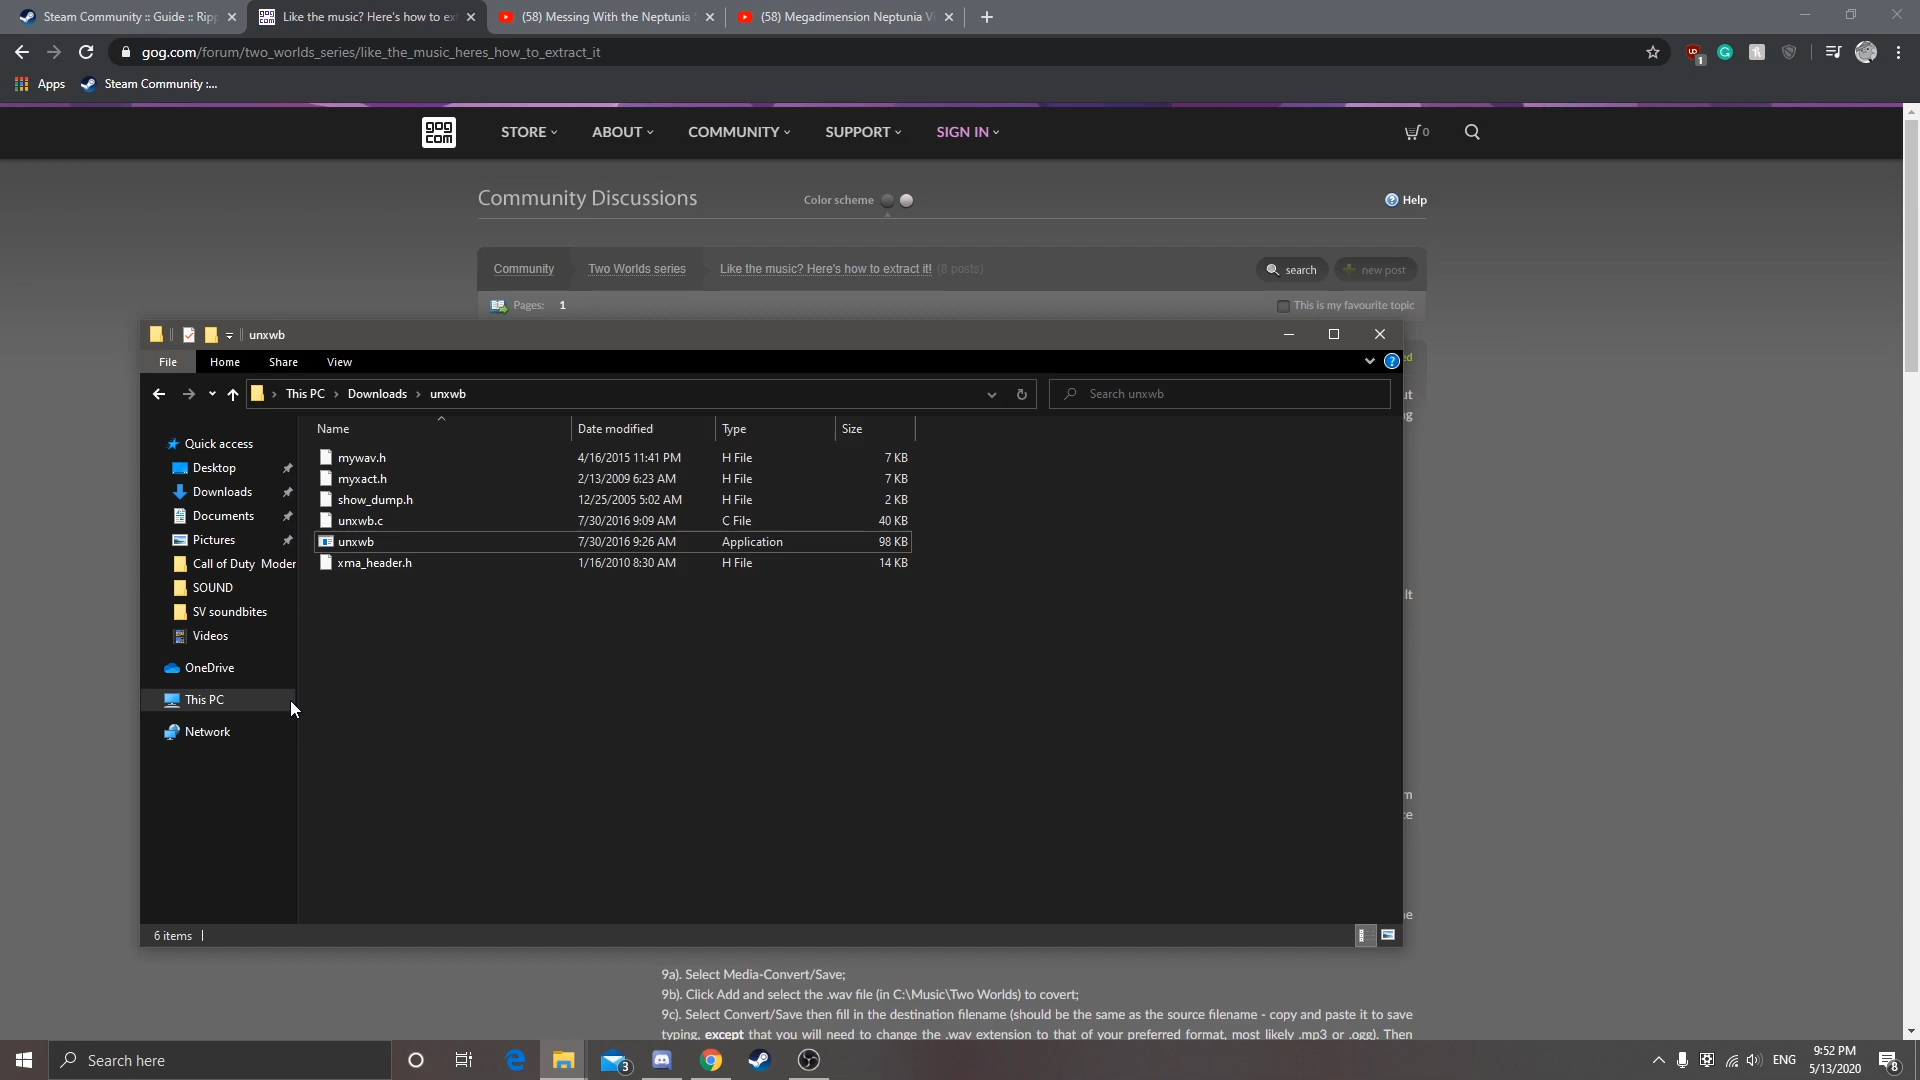 Steam Community :: Guide :: Ripp
Like the music? Here's how to ex
(58) Messing With the Neptunia
(58) Megadimension Neptunia V
gog.com/forum/two_worlds_series/like_the_music_heres_how_to_extract_it
1
Apps
Steam Community :...
gog
com
STORE
ABOUT
COMMUNITY
SUPPORT
SIGN IN
0
Community Discussions
Color scheme
Help
Community
Two Worlds series
Like the music? Here's how to extract it! (8 posts)
search
new post
Pages: 1
This is my favourite topic
unxwb
File
Home
Share
View
ed
This PC
Downloads
unxwb
Search unxwb
Name
Date modified
Type
Size
mywav.h 4/16/2015 11:41 PM H File 7 KB
myxact.h 2/13/2009 6:23 AM H File 7 KB
show_dump.h 12/25/2005 5:02 AM H File 2 KB
unxwb.c 7/30/2016 9:09 AM C File 40 KB
unxwb 7/30/2016 9:26 AM Application 98 KB
xma_header.h 1/16/2010 8:30 AM H File 14 KB
Quick access
Desktop
Downloads
Documents
Pictures
Call of Duty Moder
SOUND
SV soundbites
Videos
OneDrive
This PC
Network
6 items
9a). Select Media-Convert/Save;
9b). Click Add and select the .wav file (in C:\Music\Two Worlds) to covert;
9c). Select Convert/Save then fill in the destination filename (should be the same as the source filename - copy and paste it to save
typing, except that you will need to change the .wav extension to that of your preferred format, most likely .mp3 or .ogg). Then
Search here
3
ENG
9:52 PM
5/13/2020
8